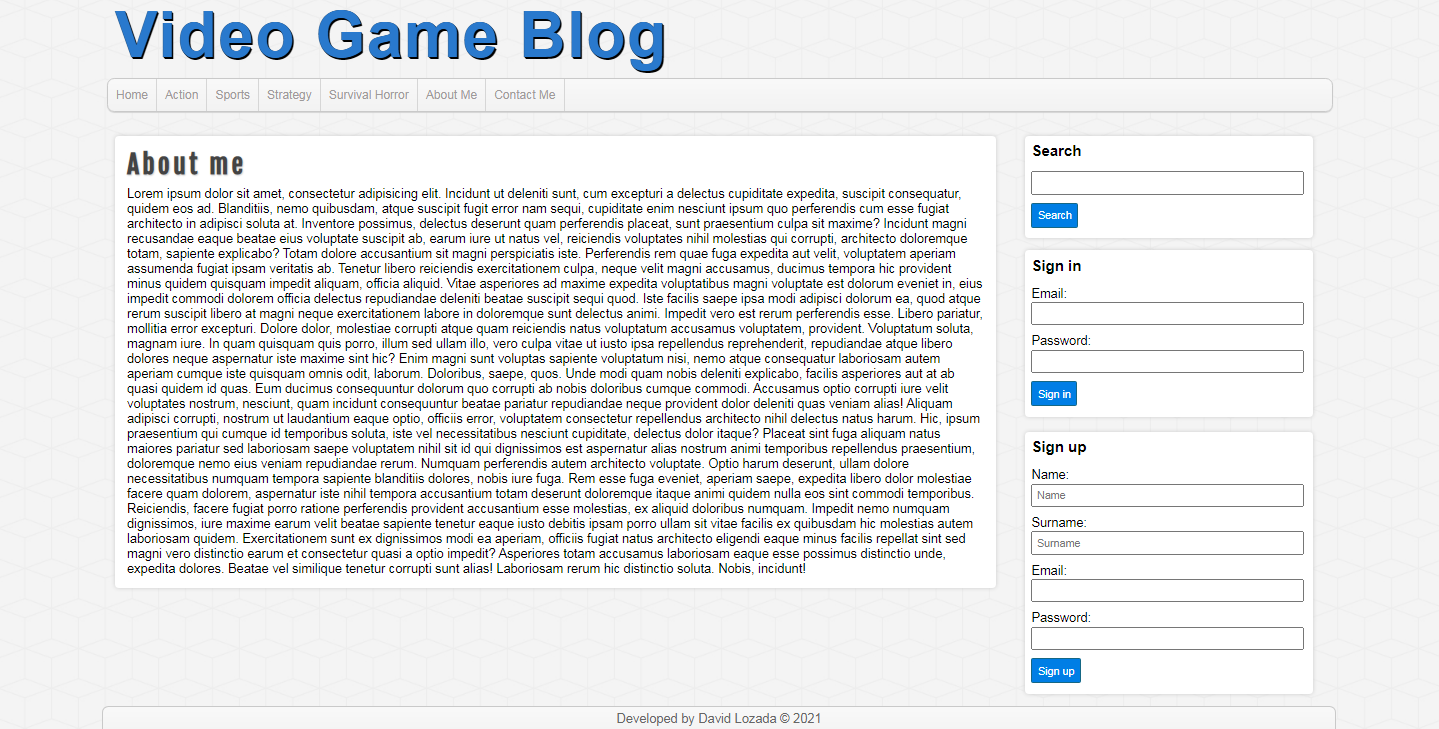 Video Game Blog
Home Action Sports Strategy Survival Horror About Me Contact Me
About me
Lorem ipsum dolor sit amet, consectetur adipisicing elit. Incidunt ut deleniti sunt, cum excepturi a delectus cupiditate expedita, suscipit consequatur,
quidem eos ad. Blanditiis, nemo quibusdam, atque suscipit fugit error nam sequi, cupiditate enim nesciunt ipsum quo perferendis cum esse fugiat
architecto in adipisci soluta at. Inventore possimus, delectus deserunt quam perferendis placeat, sunt praesentium culpa sit maxime? Incidunt magni
recusandae eaque beatae eius voluptate suscipit ab, earum iure ut natus vel, reiciendis voluptates nihil molestias qui corrupti, architecto doloremque
totam, sapiente explicabo? Totam dolore accusantium sit magni perspiciatis iste. Perferendis rem quae fuga expedita aut velit, voluptatem aperiam
assumenda fugiat ipsam veritatis ab. Tenetur libero reiciendis exercitationem culpa, neque velit magni accusamus, ducimus tempora hic provident
minus quidem quisquam impedit aliquam, officia aliquid. Vitae asperiores ad maxime expedita voluptatibus magni voluptate est dolorum eveniet in, eius
impedit commodi dolorem officia delectus repudiandae deleniti beatae suscipit sequi quod. Iste facilis saepe ipsa modi adipisci dolorum ea, quod atque
rerum suscipit libero at magni neque exercitationem labore in doloremque sunt delectus animi. Impedit vero est rerum perferendis esse. Libero pariatur,
mollitia error excepturi. Dolore dolor, molestiae corrupti atque quam reiciendis natus voluptatum accusamus voluptatem, provident. Voluptatum soluta,
magnam iure. In quam quisquam quis porro, illum sed ullam illo, vero culpa vitae ut iusto ipsa repellendus reprehenderit, repudiandae atque libero
dolores neque aspernatur iste maxime sint hic? Enim magni sunt voluptas sapiente voluptatum nisi, nemo atque consequatur laboriosam autem
aperiam cumque iste quisquam omnis odit, laborum. Doloribus, saepe, quos. Unde modi quam nobis deleniti explicabo, facilis asperiores aut at ab
quasi quidem id quas. Eum ducimus consequuntur dolorum quo corrupti ab nobis doloribus cumque commodi. Accusamus optio corrupti iure velit
voluptates nostrum, nesciunt, quam incidunt consequuntur beatae pariatur repudiandae neque provident dolor deleniti quas veniam alias! Aliquam
adipisci corrupti, nostrum ut laudantium eaque optio, officiis error, voluptatem consectetur repellendus architecto nihil delectus natus harum. Hic, ipsum
praesentium qui cumque id temporibus soluta, iste vel necessitatibus nesciunt cupiditate, delectus dolor itaque? Placeat sint fuga aliquam natus
maiores pariatur sed laboriosam saepe voluptatem nihil sit id qui dignissimos est aspernatur alias nostrum animi temporibus repellendus praesentium,
doloremque nemo eius veniam repudiandae rerum. Numquam perferendis autem architecto voluptate. Optio harum deserunt, ullam dolore
necessitatibus numquam tempora sapiente blanditiis dolores, nobis iure fuga. Rem esse fuga eveniet, aperiam saepe, expedita libero dolor molestiae
facere quam dolorem, aspernatur iste nihil tempora accusantium totam deserunt doloremque itaque animi quidem nulla eos sint commodi temporibus.
Reiciendis, facere fugiat porro ratione perferendis provident accusantium esse molestias, ex aliquid doloribus numquam. Impedit nemo numquam
dignissimos, iure maxime earum velit beatae sapiente tenetur eaque iusto debitis ipsam porro ullam sit vitae facilis ex quibusdam hic molestias autem
laboriosam quidem. Exercitationem sunt ex dignissimos modi ea aperiam, officiis fugiat natus architecto eligendi eaque minus facilis repellat sint sed
magni vero distinctio earum et consectetur quasi a optio impedit? Asperiores totam accusamus laboriosam eaque esse possimus distinctio unde,
expedita dolores. Beatae vel similique tenetur corrupti sunt alias! Laboriosam rerum hic distinctio soluta. Nobis, incidunt!
Search
Search
Sign in
Email:
Password:
Sign in
Sign up
Name:
Name
Surname:
Surname
Email:
Password:
Sign up
Developed by David Lozada © 2021